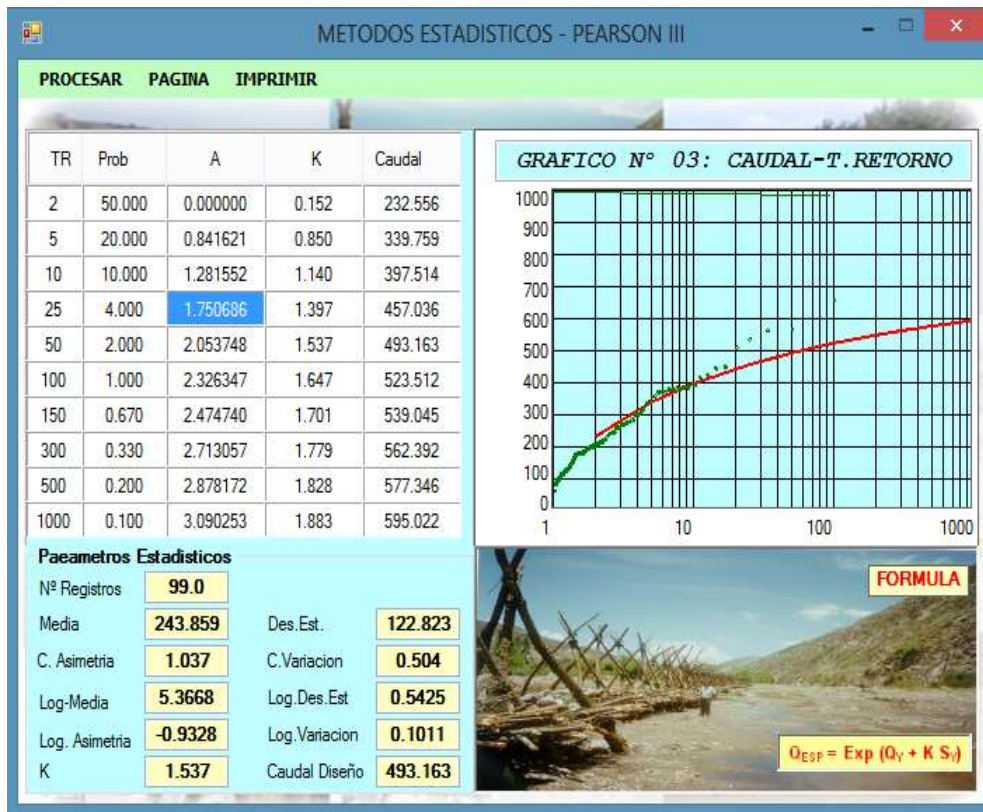 METODOS ESTADISTICOS - PEARSON III
PROCESAR PAGINA IMPRIMIR
TR Prob A K Caudal
2 50.000 0.000000 0.152 232.556
5 20.000 0.841621 0.850 339.759
10 10.000 1.281552 1.140 397.514
25 4.000 1.750686 1.397 457.036
50 2.000 2.053748 1.537 493.163
100 1.000 2.326347 1.647 523.512
150 0.670 2.474740 1.701 539.045
300 0.330 2.713057 1.779 562.392
500 0.200 2.878172 1.828 577.346
1000 0.100 3.090253 1.883 595.022
GRAFICO Nº 03: CAUDAL-T.RETORNO
1000
900
800
700
600
500
400
300
200
100
0
1 10 100 1000
Paeametros Estadisticos
Nº Registros 99.0
Media 243.859 Des.Est. 122.823
C. Asimetria 1.037 C.Variacion 0.504
Log-Media 5.3668 Log.Des.Est 0.5425
Log. Asimetria -0.9328 Log.Variacion 0.1011
K 1.537 Caudal Diseño 493.163
FORMULA
QESP = Exp (QY + K SY)